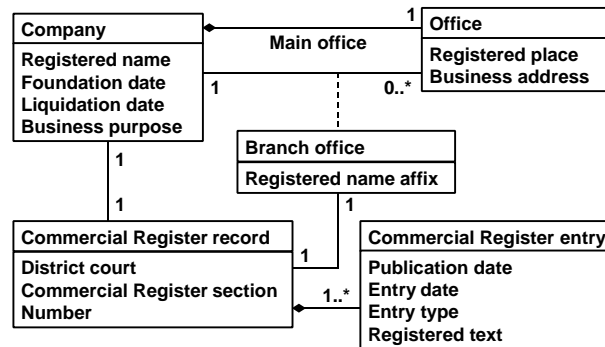 Company
Registered name
Foundation date
Liquidation date
Business purpose
1
Main office
Office
Registered place
Business address
1
0..*
Branch office
Registered name affix
1
1
1
1
Commercial Register record
District court
Commercial Register section
Number
1..*
Commercial Register entry
Publication date
Entry date
Entry type
Registered text